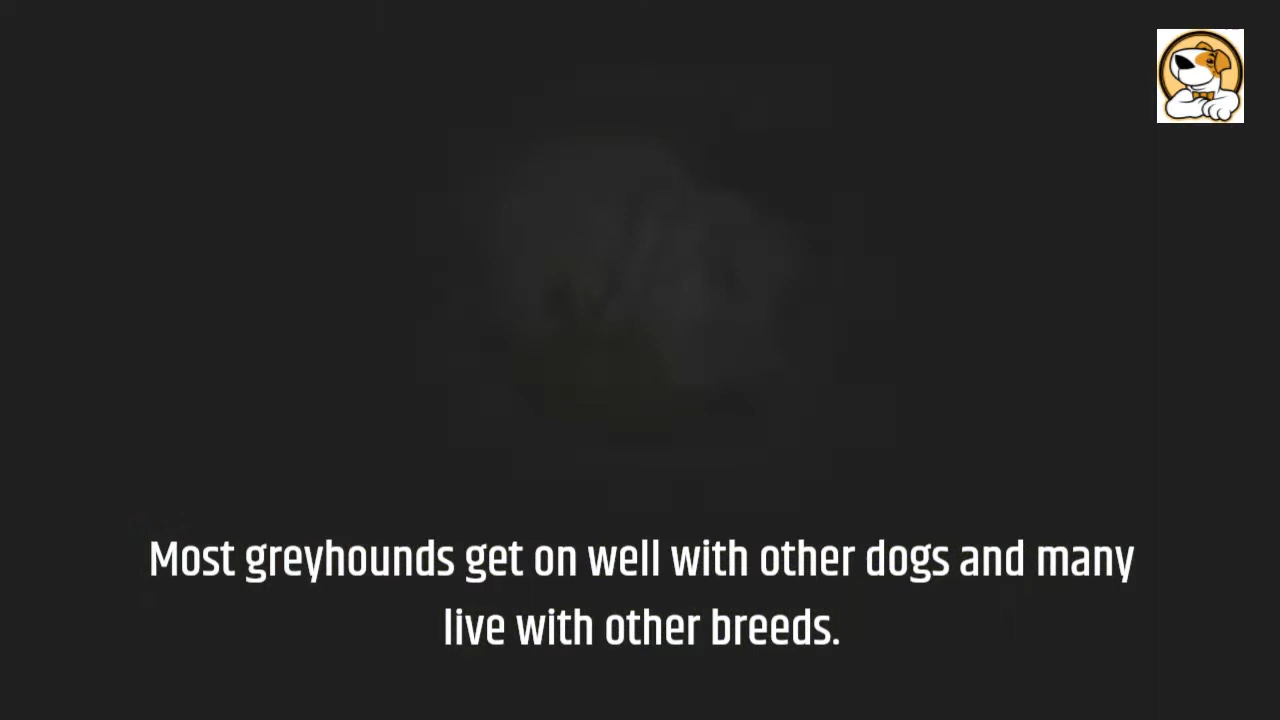 Most greyhounds get on well with other dogs and many
live with other breeds.